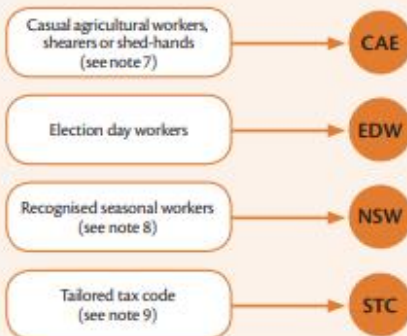 Casual agricultural workers,
shearers or shed-hands
(see note 7)
CAE
Election day workers
EDW
Recognised seasonal workers
(see note 8)
NSW
Tailored tax code
(see note 9)
STC